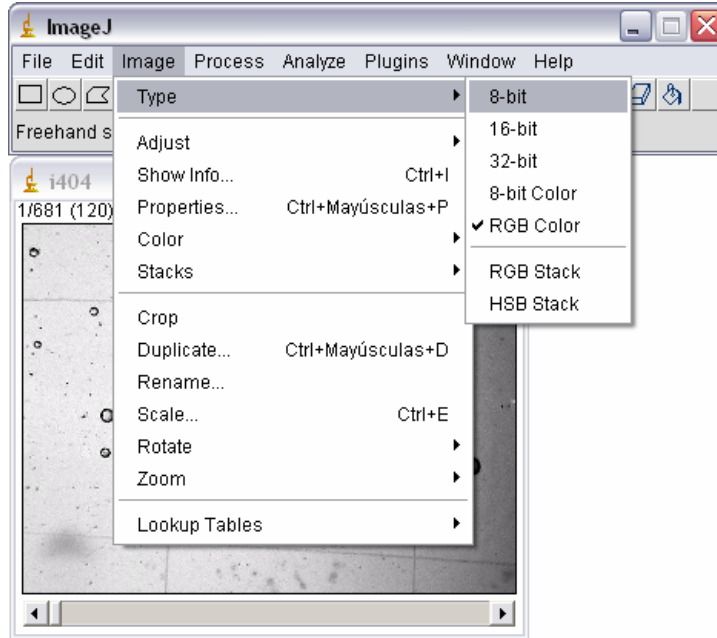 ImageJ
File Edit Image Process Analyze Plugins Window Help
Freehand s
i404
1/681 (120)
Type
Adjust
Show Info... Ctrl+I
Properties... Ctrl+Mayúsculas+P
Color
Stacks
Crop
Duplicate... Ctrl+Mayúsculas+D
Rename...
Scale... Ctrl+E
Rotate
Zoom
Lookup Tables
8-bit
16-bit
32-bit
8-bit Color
RGB Color
RGB Stack
HSB Stack